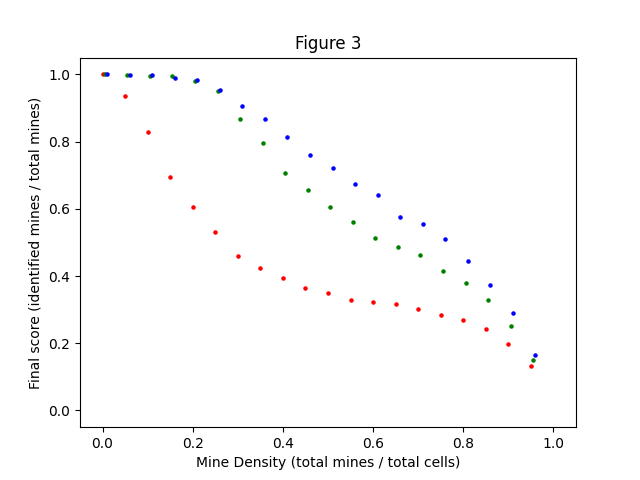 Figure 3
1.0
0.8
0.6
0.4
0.2
0.0
Final score (identified mines / total mines)
0.0 0.2 0.4 0.6 0.8 1.0
Mine Density (total mines / total cells)